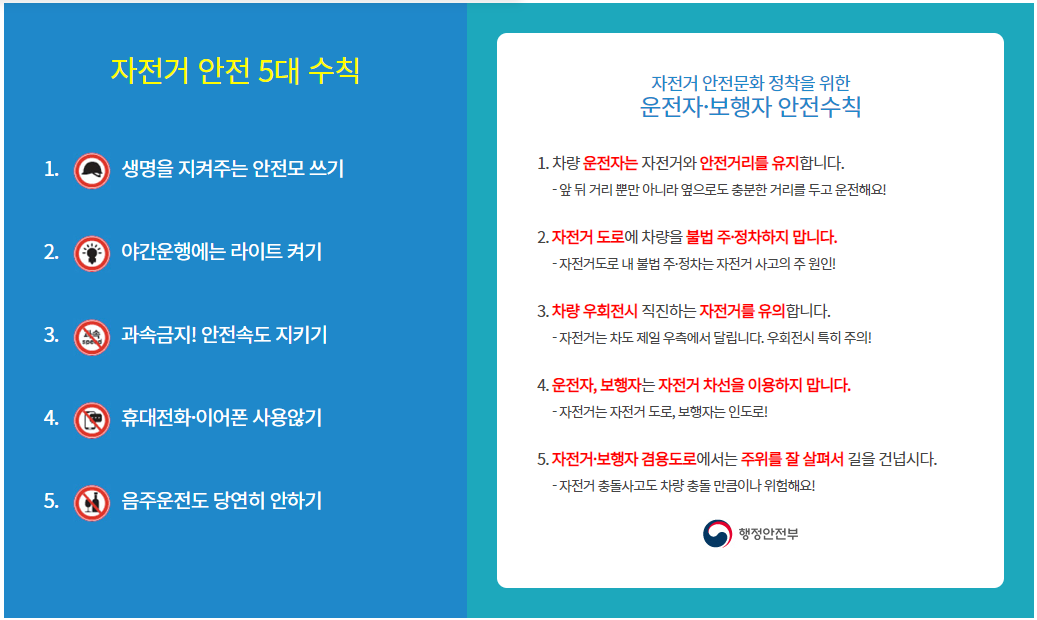 자전거 안전 5대 수칙
1. 생명을 지켜주는 안전모 쓰기
2. 야간운행에는 라이트 켜기
3. 과속 speed 과속금지! 안전속도 지키기
4. 휴대전화·이어폰 사용않기
5. 음주운전도 당연히 안하기
자전거 안전문화 정착을 위한
운전자·보행자 안전수칙
1. 차량 운전자는 자전거와 안전거리를 유지합니다.
- 앞 뒤 거리 뿐만 아니라 옆으로도 충분한 거리를 두고 운전해요!
2. 자전거 도로에 차량을 불법 주·정차하지 맙니다.
- 자전거도로 내 불법 주·정차는 자전거 사고의 주 원인!
3. 차량 우회전시 직진하는 자전거를 유의합니다.
- 자전거는 차도 제일 우측에서 달립니다. 우회전시 특히 주의!
4. 운전자, 보행자는 자전거 차선을 이용하지 맙니다.
- 자전거는 자전거 도로, 보행자는 인도로!
5. 자전거·보행자 겸용도로에서는 주위를 잘 살펴서 길을 건넙시다.
- 자전거 충돌사고도 차량 충돌 만큼이나 위험해요!
행정안전부